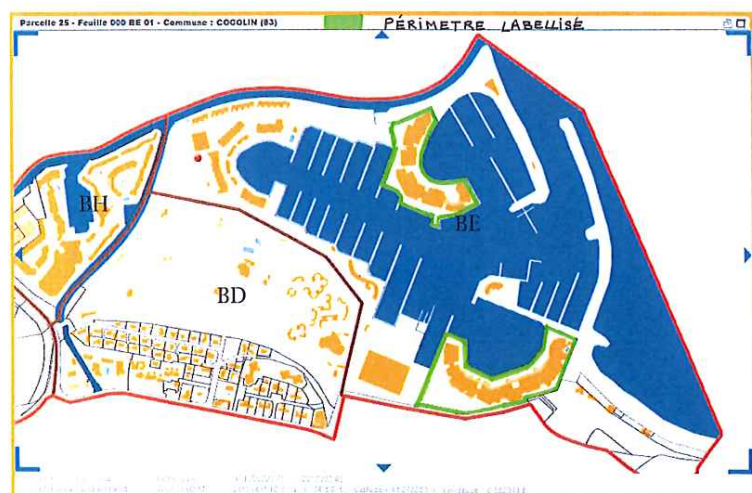 Parcelle 25 - Feuille 000 BE 01 - Commune : COGOLIN (83)
PÉRIMETRE LABELLISÉ
BH
BE
BD